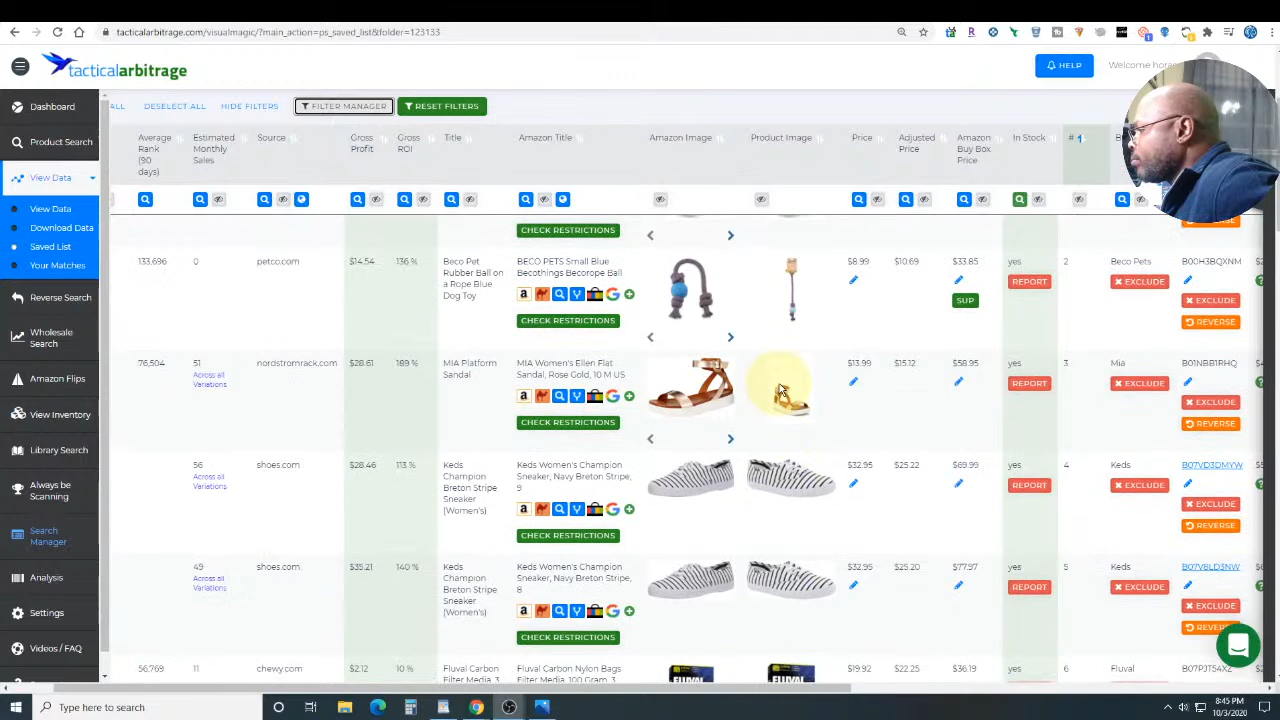 tacticalarbitrage.com/visualmagic/?main_action=ps_saved_list&folder=123133
tacticalarbitrage
HELP
Welcome
ALL
DESELECT ALL
HIDE FILTERS
FILTER MANAGER
RESET FILTERS
Dashboard
Product Search
View Data
View Data
Download Data
Saved List
Your Matches
Reverse Search
Wholesale
Search
Amazon Flips
View Inventory
Library Search
Always be
Scanning
Search
Manager
Analysis
Settings
Videos / FAQ
Average
Rank
(90
days)
Estimated
Monthly
Sales
Source
Gross
Profit
Gross
ROI
Title
Amazon Title
Amazon Image
Product Image
Price
Adjusted
Price
Amazon
Buy Box
Price
In Stock
#
CHECK RESTRICTIONS
133,696
0
petco.com
$14.54
136 %
Beco Pet
Rubber Ball on
a Rope Blue
Dog Toy
BECO PETS Small Blue
Becothings Becorope Ball
CHECK RESTRICTIONS
$8.99
$10.69
$33.85
SUP
yes
REPORT
2
Beco Pets
EXCLUDE
B00H3BQXNM
EXCLUDE
REVERSE
76,504
51
Across all
Variations
nordstromrack.com
$28.61
189 %
MIA Platform
Sandal
MIA Women's Ellen Flat
Sandal, Rose Gold, 10 M US
CHECK RESTRICTIONS
$13.99
$15.12
$58.95
yes
REPORT
3
Mia
EXCLUDE
B01NBB1RHQ
EXCLUDE
REVERSE
56
Across all
Variations
shoes.com
$28.46
113 %
Keds
Champion
Breton Stripe
Sneaker
(Women's)
Keds Women's Champion
Breton Stripe Sneaker, Navy Breton Stripe,
9
CHECK RESTRICTIONS
$32.95
$25.22
$69.99
yes
REPORT
4
Keds
EXCLUDE
B07VD3DMYW
EXCLUDE
REVERSE
49
Across all
Variations
shoes.com
$35.21
140 %
Keds
Champion
Breton Stripe
Sneaker
(Women's)
Keds Women's Champion
Sneaker, Navy Breton Stripe,
8
CHECK RESTRICTIONS
$32.95
$25.20
$77.97
yes
REPORT
5
Keds
EXCLUDE
B07V8LD3NW
EXCLUDE
56,769
11
chewy.com
$2.12
10 %
Fluval Carbon
Filter Media, 3
Fluval Carbon Nylon Bags
Filter Media, 100 Gram, 3
FLUVAL
FLUVAL
$19.92
$22.25
$36.19
yes
6
Fluval
B07PJT54XZ
Type here to search
8:45 PM
10/3/2020